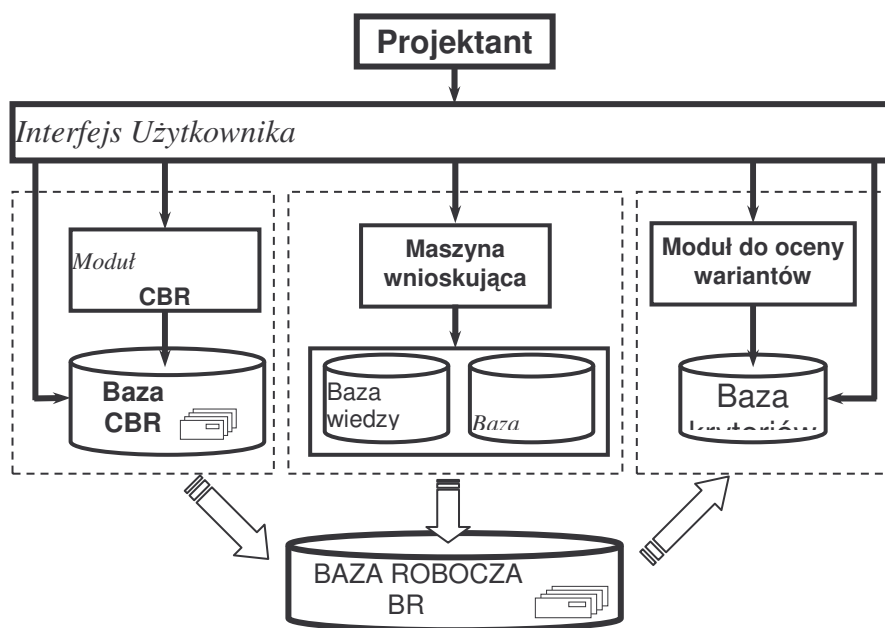 Projektant
Interfejs Użytkownika
Moduł
CBR
Maszyna
wnioskująca
Moduł do oceny
wariantów
Baza
CBR
Baza
wiedzy
Baza
Baza
kryteriów
BAZA ROBOCZA
BR